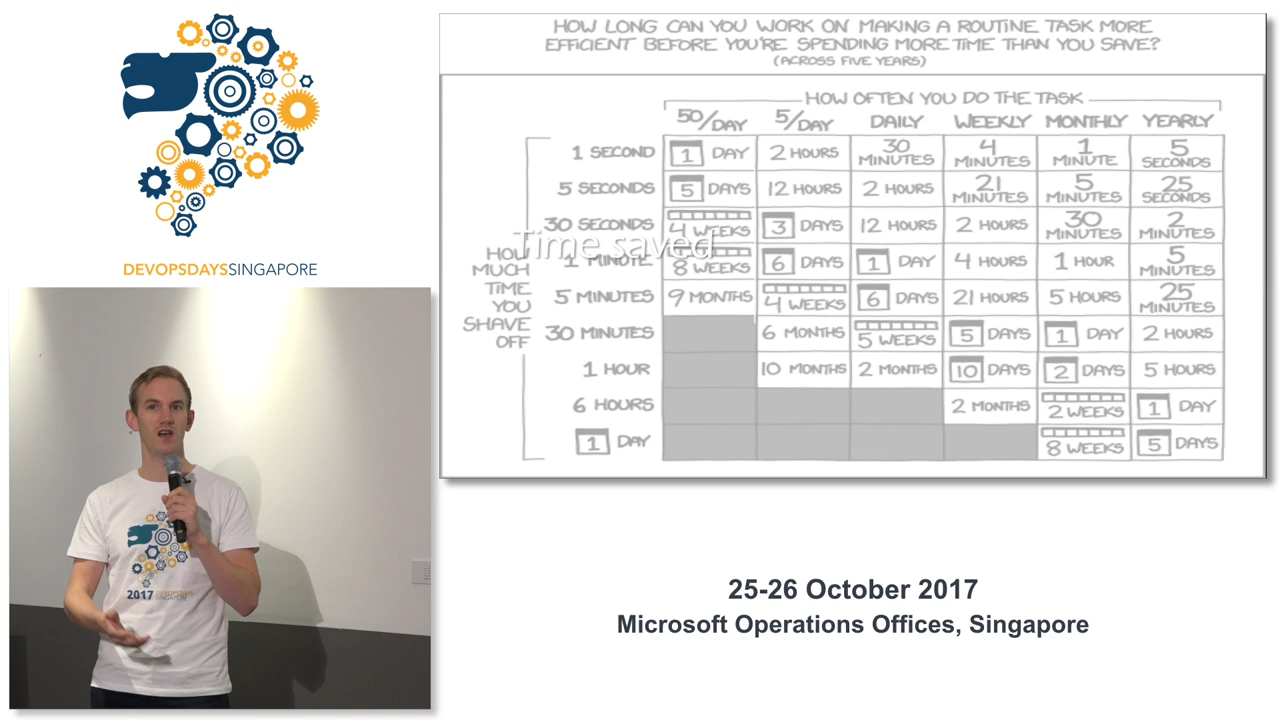 DEVOPSDAYSSINGAPORE
2017 DEVOPSDAYS
SINGAPORE
HOW LONG CAN YOU WORK ON MAKING A ROUTINE TASK MORE
EFFICIENT BEFORE YOU'RE SPENDING MORE TIME THAN YOU SAVE?
(ACROSS FIVE YEARS)
HOW OFTEN YOU DO THE TASK
50/DAY 5/DAY DAILY WEEKLY MONTHLY YEARLY
HOW MUCH TIME YOU SHAVE OFF
1 SECOND 1 DAY 2 HOURS 30 MINUTES 4 MINUTES 1 MINUTE 5 SECONDS
5 SECONDS 5 DAYS 12 HOURS 2 HOURS 21 MINUTES 5 MINUTES 25 SECONDS
30 SECONDS 4 WEEKS 3 DAYS 12 HOURS 2 HOURS 30 MINUTES 2 MINUTES
Time saved
1 MINUTE 8 WEEKS 6 DAYS 1 DAY 4 HOURS 1 HOUR 5 MINUTES
5 MINUTES 9 MONTHS 4 WEEKS 6 DAYS 21 HOURS 5 HOURS 25 MINUTES
30 MINUTES 6 MONTHS 5 WEEKS 5 DAYS 1 DAY 2 HOURS
1 HOUR 10 MONTHS 2 MONTHS 10 DAYS 2 DAYS 5 HOURS
6 HOURS 2 MONTHS 2 WEEKS 1 DAY
1 DAY 8 WEEKS 5 DAYS
25-26 October 2017
Microsoft Operations Offices, Singapore